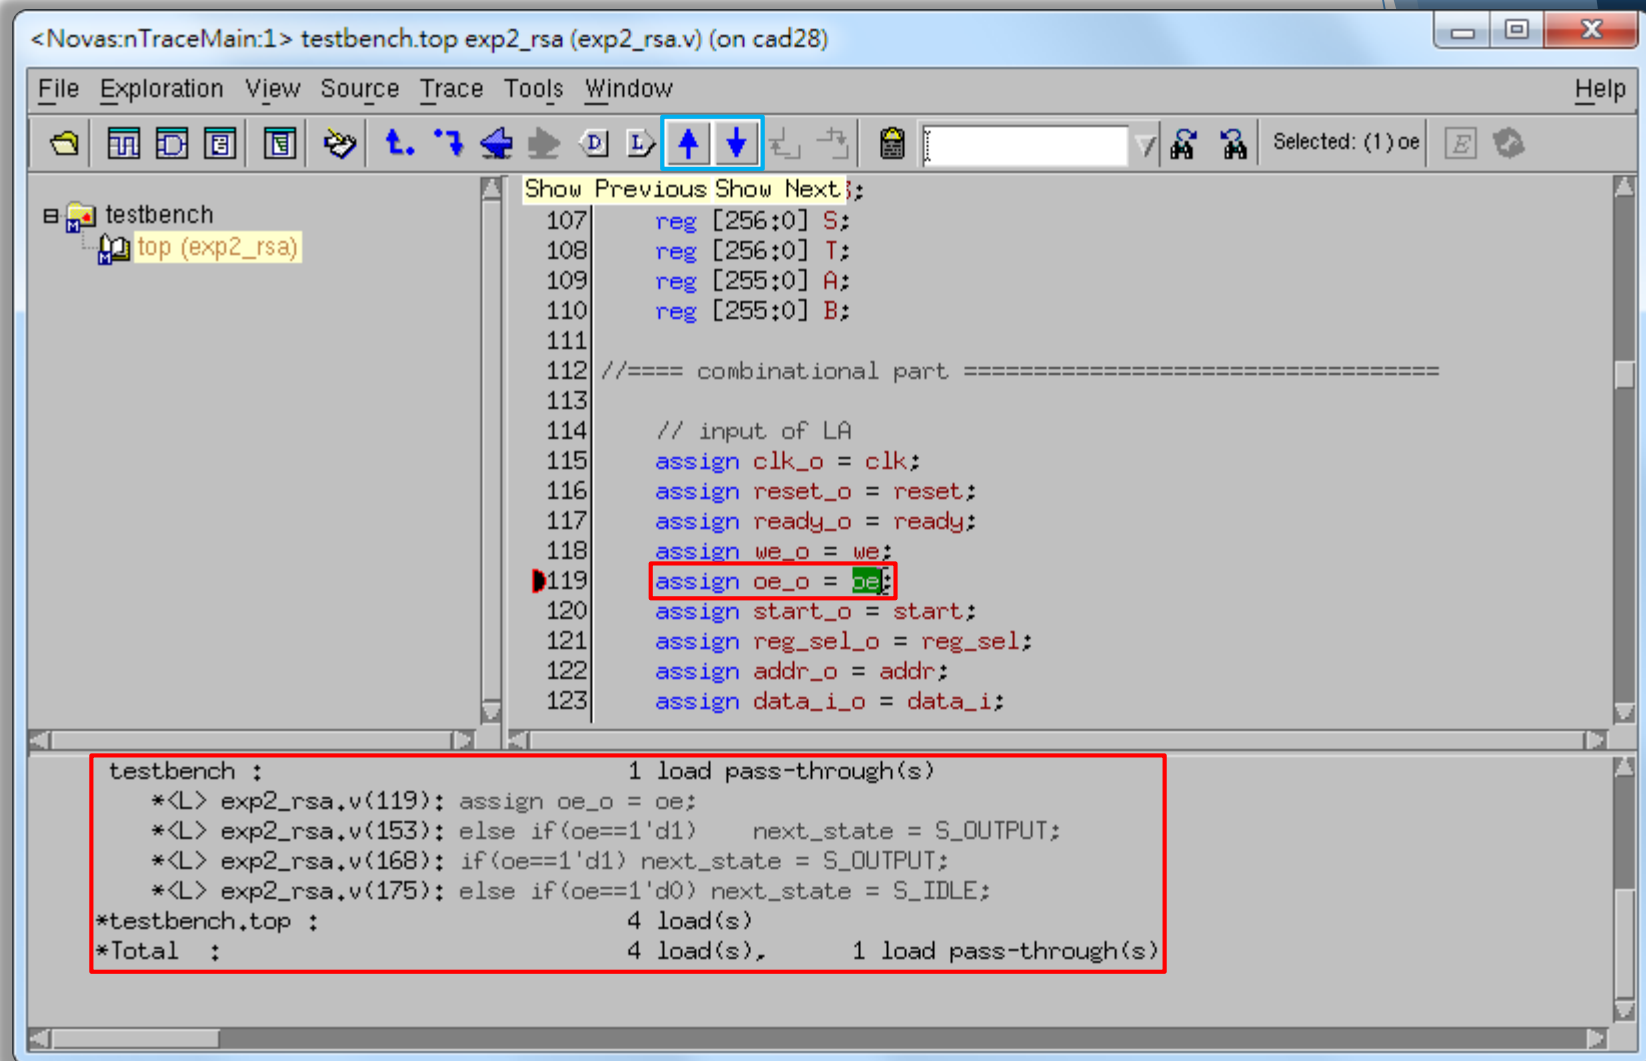 <Novas:nTraceMain:1> testbench.top exp2_rsa (exp2_rsa.v) (on cad28)
File Exploration View Source Trace Tools Window Help
D L Selected: (1) oe E
Show Previous Show Next ;
testbench
top (exp2_rsa)
107 reg [256:0] S;
108 reg [256:0] T;
109 reg [255:0] A;
110 reg [255:0] B;
111
112 //==== combinational part ==================================
113
114 // input of LA
115 assign clk_o = clk;
116 assign reset_o = reset;
117 assign ready_o = ready;
118 assign we_o = we;
119 assign oe_o = oe;
120 assign start_o = start;
121 assign reg_sel_o = reg_sel;
122 assign addr_o = addr;
123 assign data_i_o = data_i;
testbench : 1 load pass-through(s)
*<L> exp2_rsa.v(119): assign oe_o = oe;
*<L> exp2_rsa.v(153): else if(oe==1'd1) next_state = S_OUTPUT;
*<L> exp2_rsa.v(168): if(oe==1'd1) next_state = S_OUTPUT;
*<L> exp2_rsa.v(175): else if(oe==1'd0) next_state = S_IDLE;
*testbench.top : 4 load(s)
*Total : 4 load(s), 1 load pass-through(s)